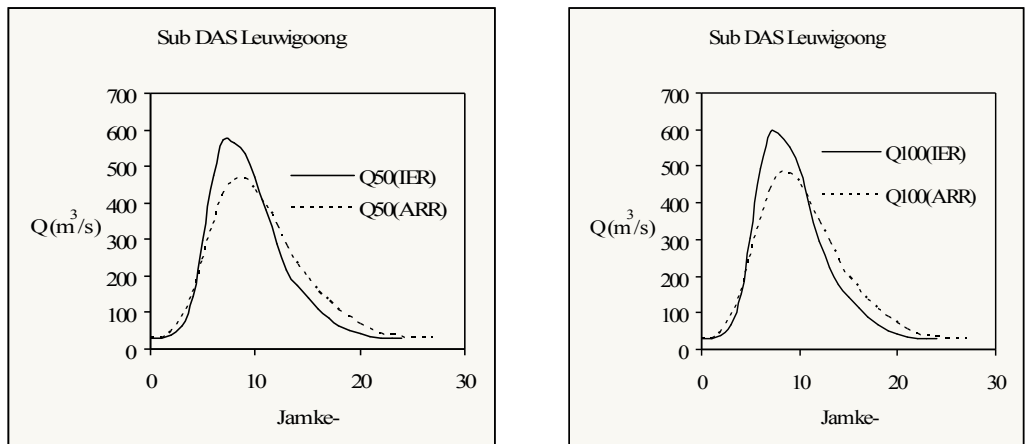 Sub DAS Leuwigoong
700
600
500
400
300
200
100
0
Q (m³/s)
0 10 20 30
Jamke-
Q50(IER)
Q50(ARR)
Sub DAS Leuwigoong
700
600
500
400
300
200
100
0
Q (m³/s)
0 10 20 30
Jamke-
Q100(IER)
Q100(ARR)